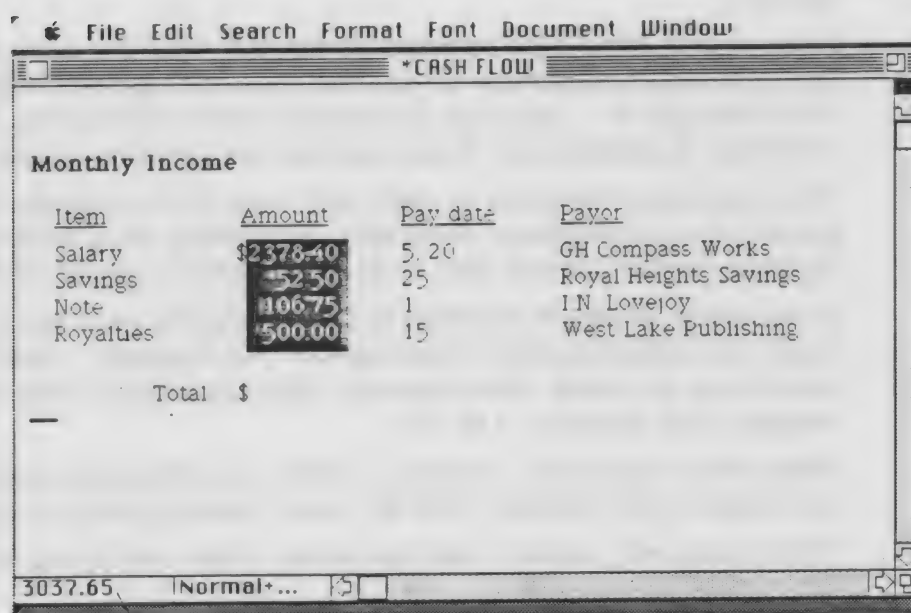 File Edit Search Format Font Document Window
*CASH FLOW
Monthly Income
Item Amount Pay date Payor
Salary $2378.40 5, 20 GH Compass Works
Savings 52.50 25 Royal Heights Savings
Note 106.75 1 I.N. Lovejoy
Royalties 500.00 15 West Lake Publishing
Total $
3037.65 Normal+...